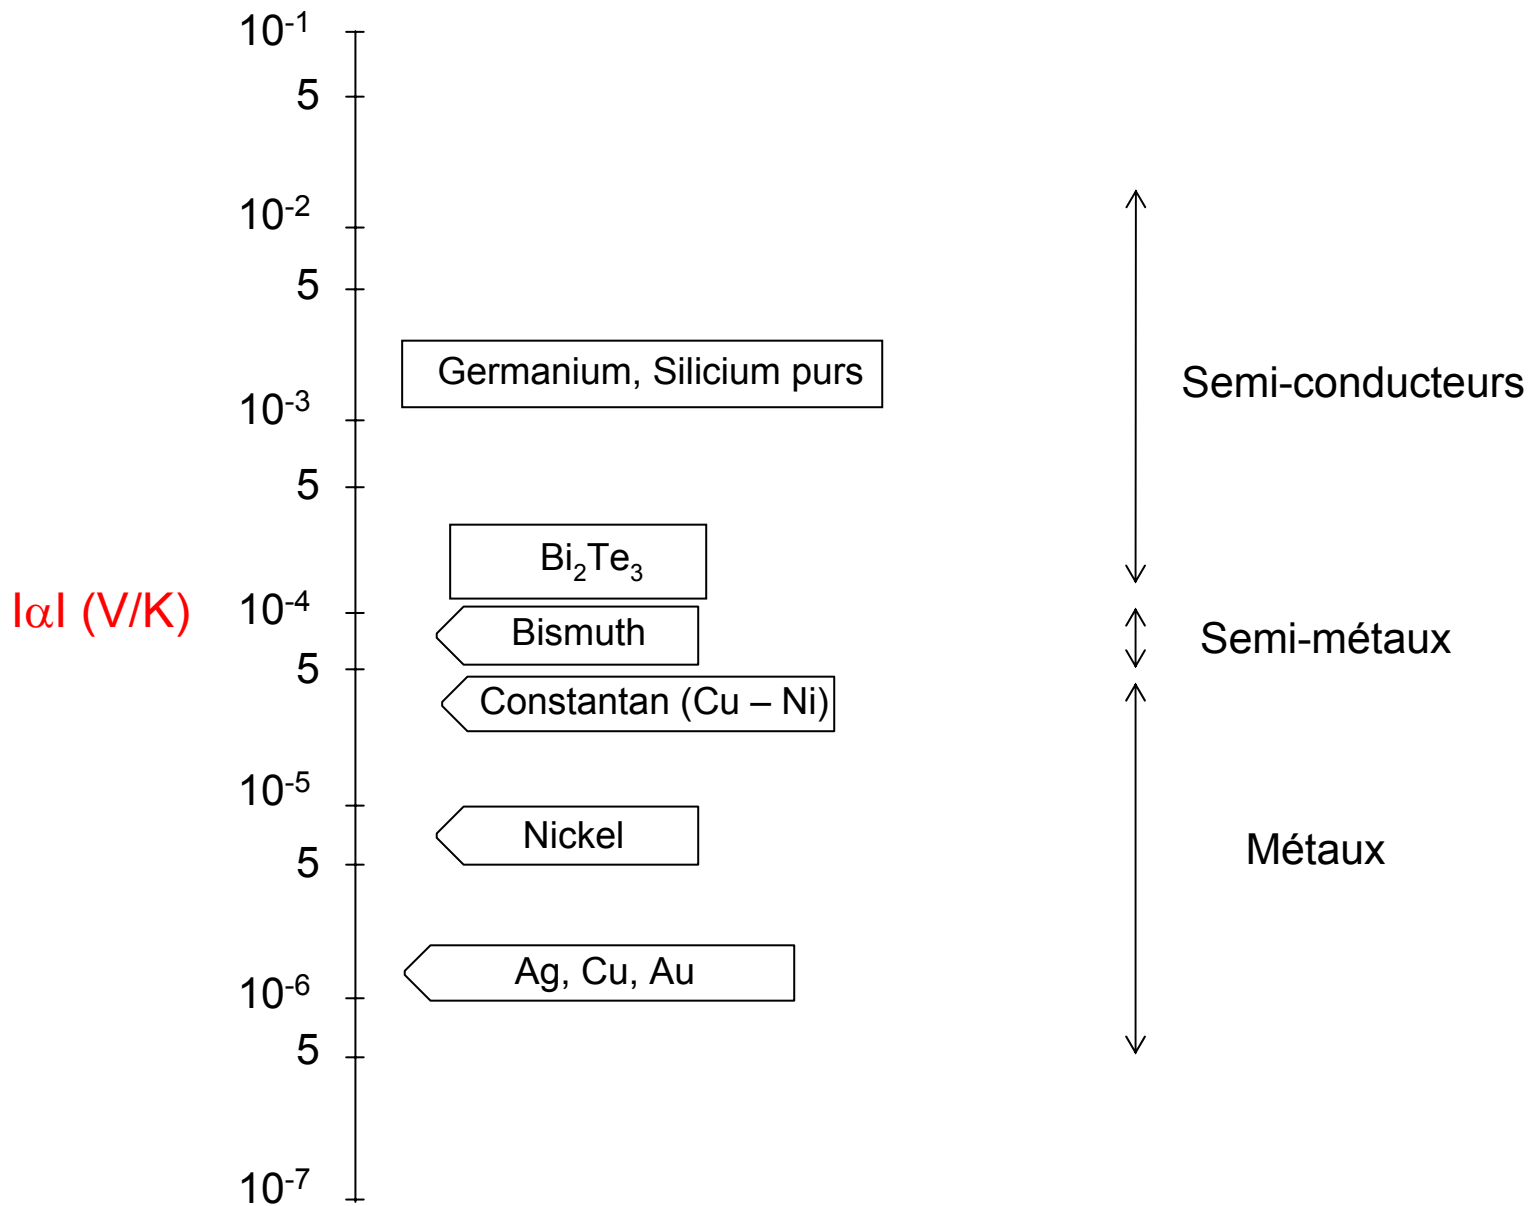 10-1
5
10-2
5
Germanium, Silicium purs
Semi-conducteurs
10-3
5
Bi2Te3
IαI (V/K)
10-4
Bismuth
Semi-métaux
5
Constantan (Cu – Ni)
10-5
Nickel
Métaux
5
Ag, Cu, Au
10-6
5
10-7